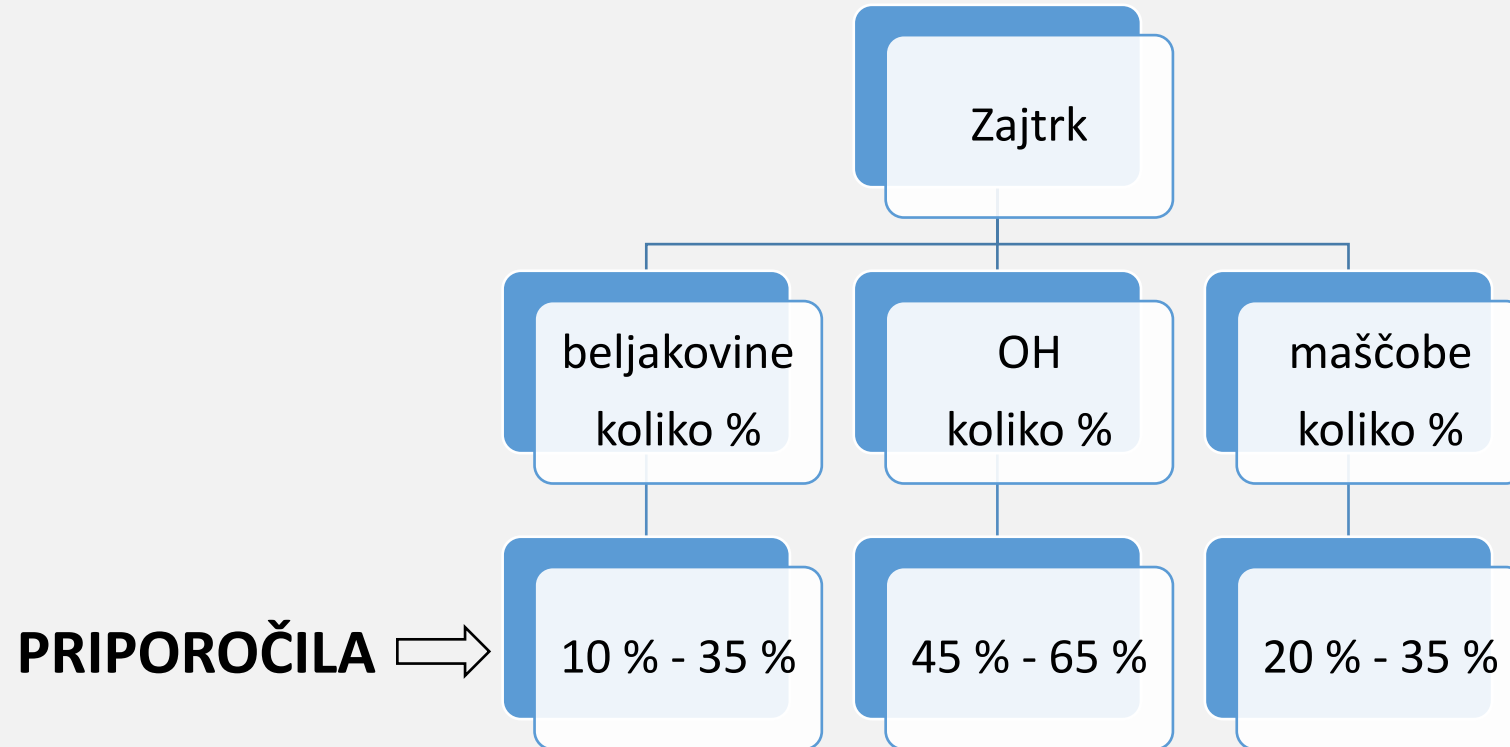 Zajtrk
beljakovine
koliko %
OH
koliko %
maščobe
koliko %
PRIPOROČILA
10 % - 35 %
45 % - 65 %
20 % - 35 %